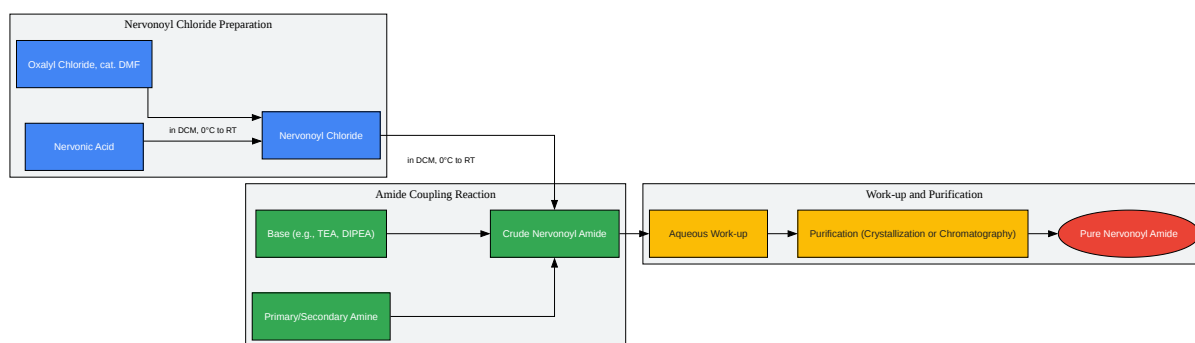 Nervonoyl Chloride Preparation
Oxalyl Chloride, cat. DMF
in DCM, 0°C to RT
Nervonic Acid
Nervonoyl Chloride
in DCM, 0°C to RT
Amide Coupling Reaction
Base (e.g., TEA, DIPEA)
Crude Nervonoyl Amide
Primary/Secondary Amine
Work-up and Purification
Aqueous Work-up
Purification (Crystallization or Chromatography)
Pure Nervonoyl Amide